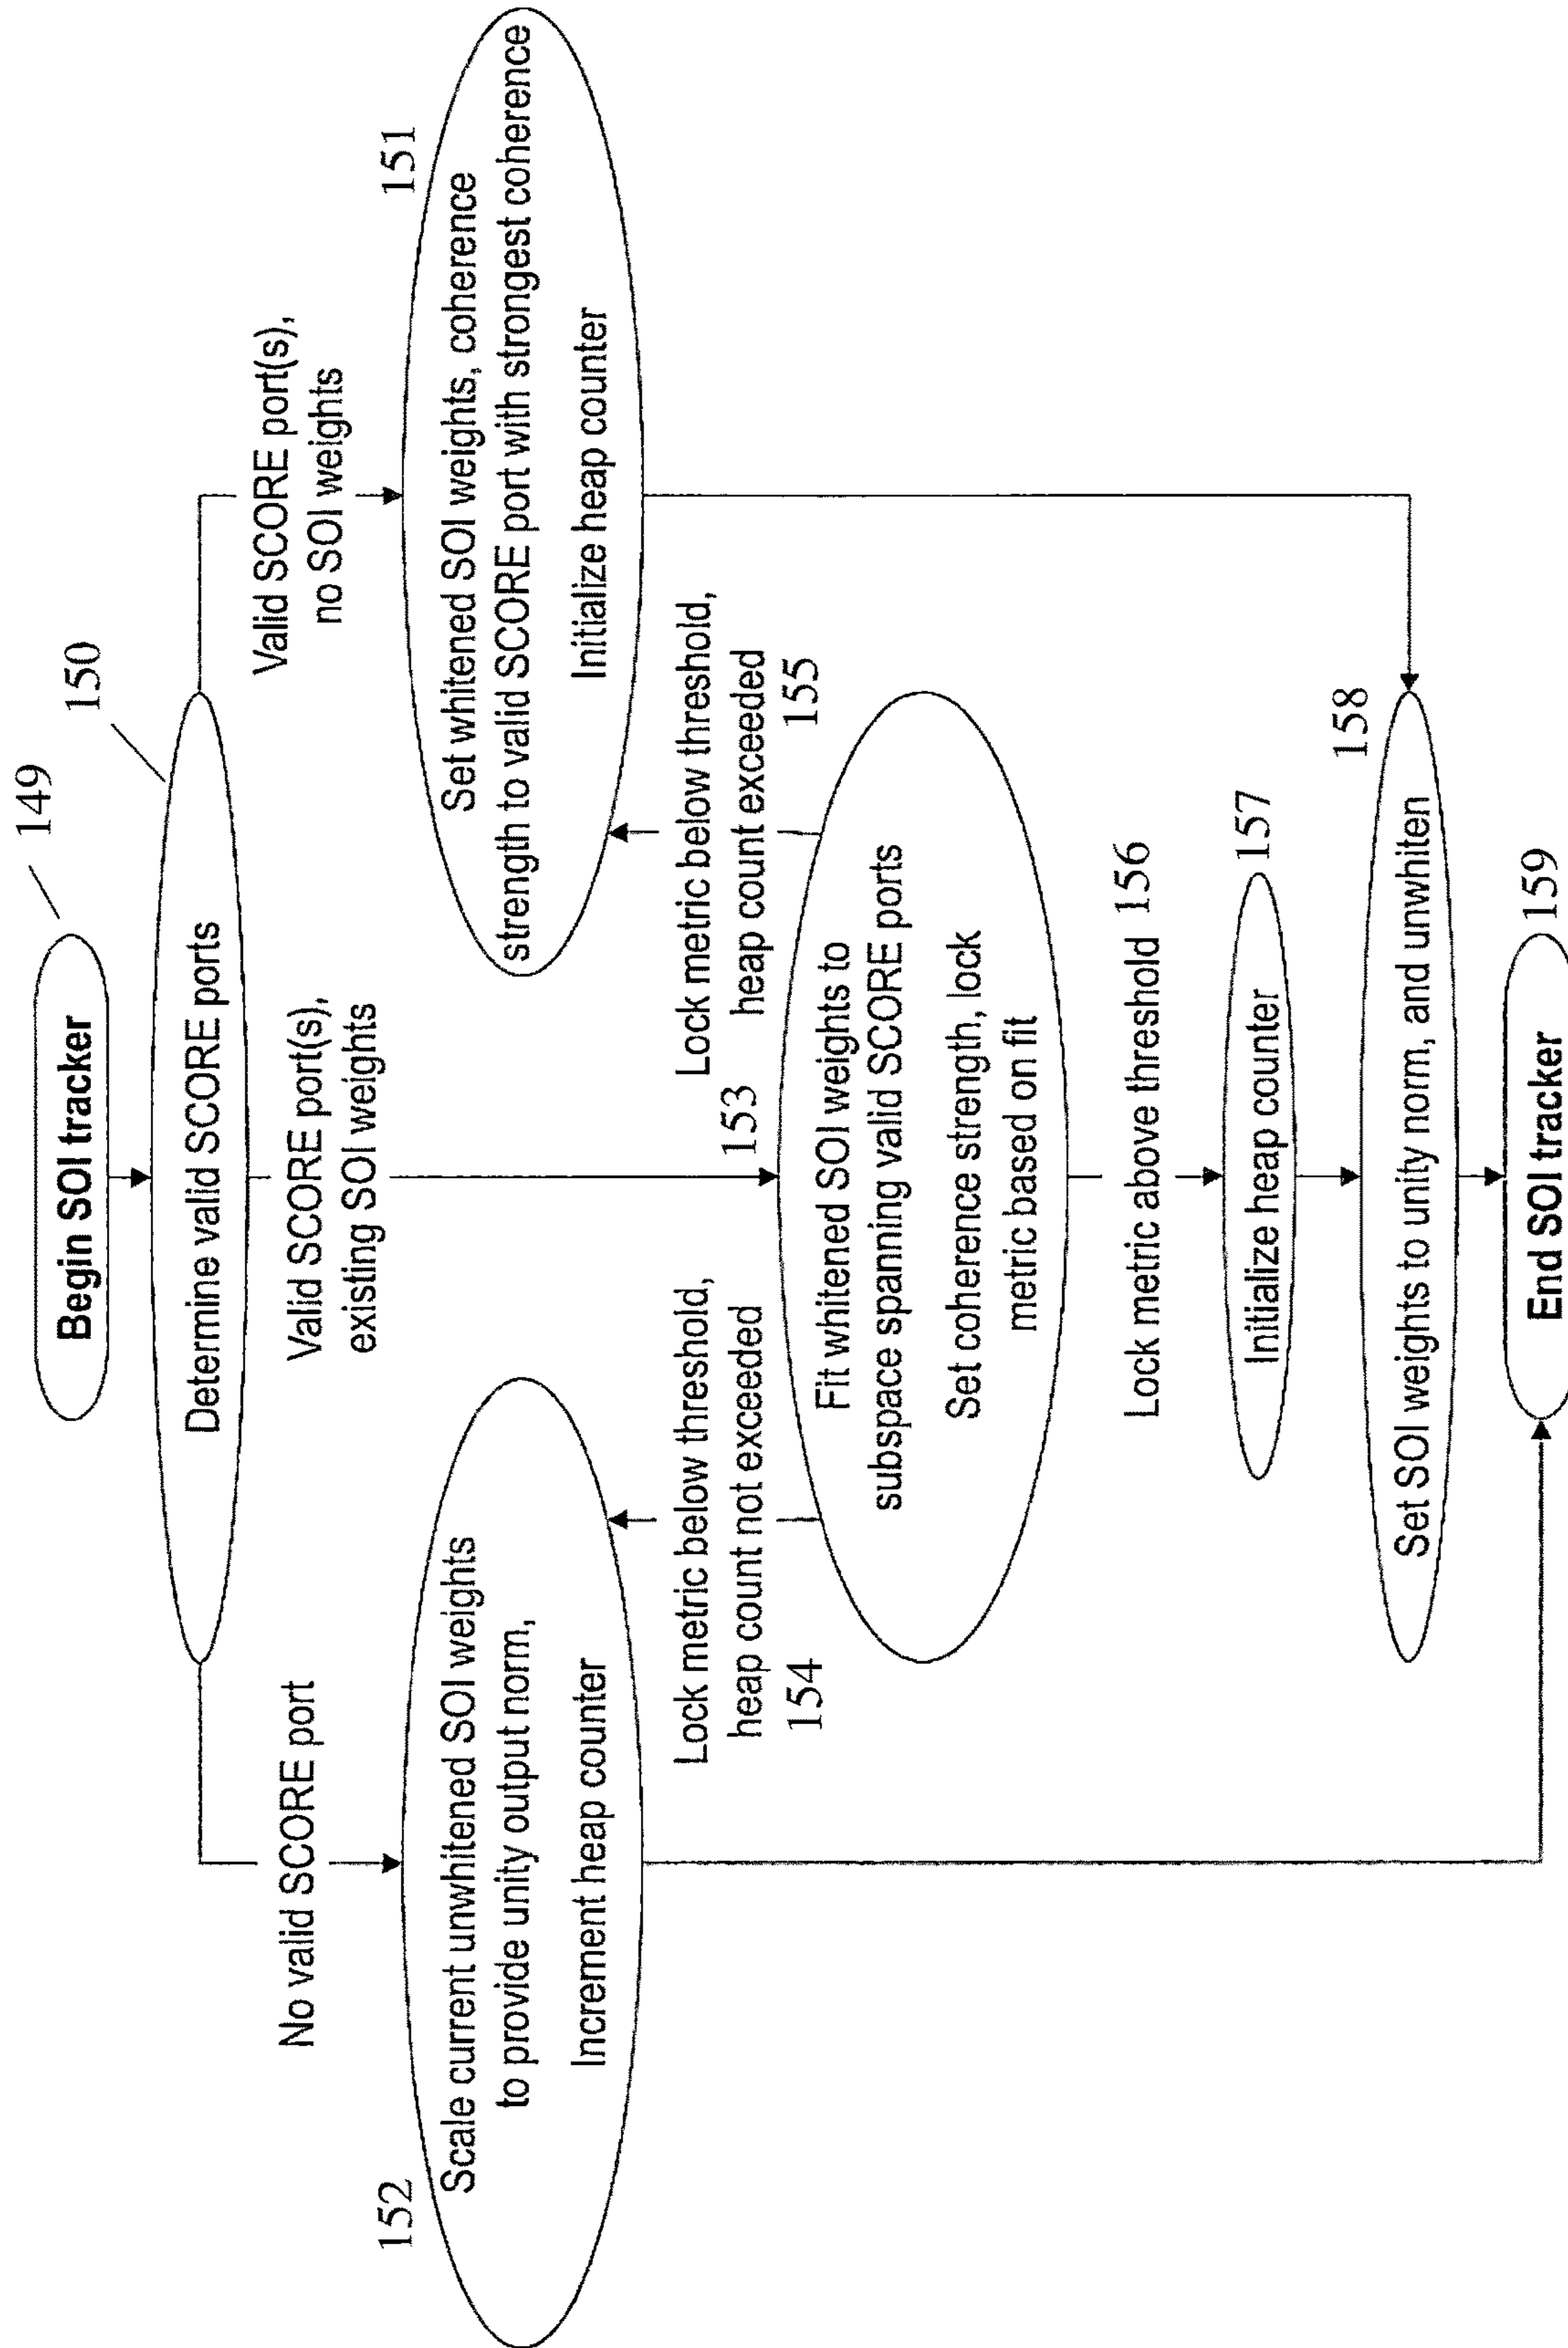 Begin SOI tracker
149
Determine valid SCORE ports
150
No valid SCORE port
Valid SCORE port(s),
existing SOI weights
Valid SCORE port(s),
no SOI weights
152
Scale current unwhitened SOI weights
to provide unity output norm,
Increment heap counter
151
Set whitened SOI weights, coherence
strength to valid SCORE port with strongest coherence
Initialize heap counter
Lock metric below threshold,
heap count not exceeded
154
153
Lock metric below threshold,
heap count exceeded
155
Fit whitened SOI weights to
subspace spanning valid SCORE ports
Set coherence strength, lock
metric based on fit
Lock metric above threshold 156
Initialize heap counter
157
158
Set SOI weights to unity norm, and unwhiten
End SOI tracker
159